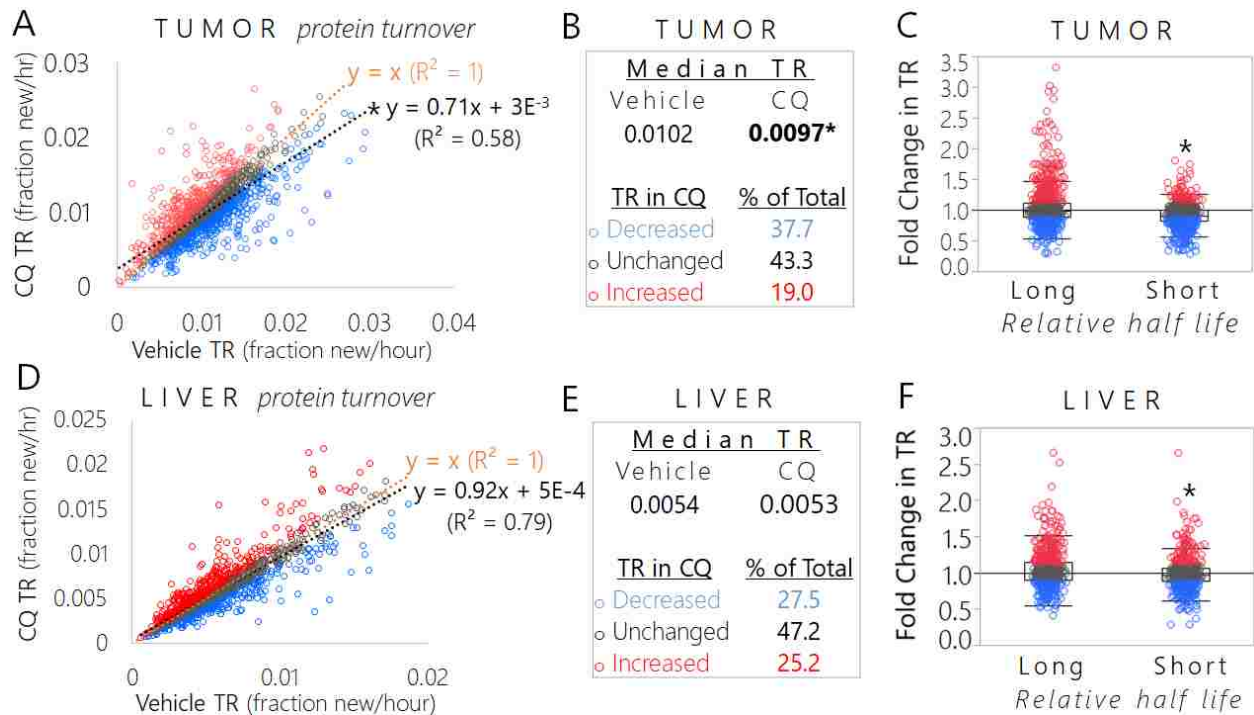 A
TUMOR protein turnover
0.03
0.02
0.01
0
CQ TR (fraction new/hr)
y = x (R² = 1)
* y = 0.71x + 3E⁻³
(R² = 0.58)
0 0.01 0.02 0.03 0.04
Vehicle TR (fraction new/hour)
B
TUMOR
Median TR
Vehicle CQ
0.0102 0.0097*
TR in CQ % of Total
Decreased 37.7
Unchanged 43.3
Increased 19.0
C
TUMOR
Fold Change in TR
3.5
3.0
2.5
2.0
1.5
1.0
0.5
0.0
*
Long Short
Relative half life
D
LIVER protein turnover
0.025
0.02
0.015
0.01
0.005
0
CQ TR (fraction new/hr)
y = x (R² = 1)
y = 0.92x + 5E-4
(R² = 0.79)
0 0.01 0.02
Vehicle TR (fraction new/hour)
E
LIVER
Median TR
Vehicle CQ
0.0054 0.0053
TR in CQ % of Total
Decreased 27.5
Unchanged 47.2
Increased 25.2
F
LIVER
Fold Change in TR
3.0
2.5
2.0
1.5
1.0
0.5
0.0
*
Long Short
Relative half life